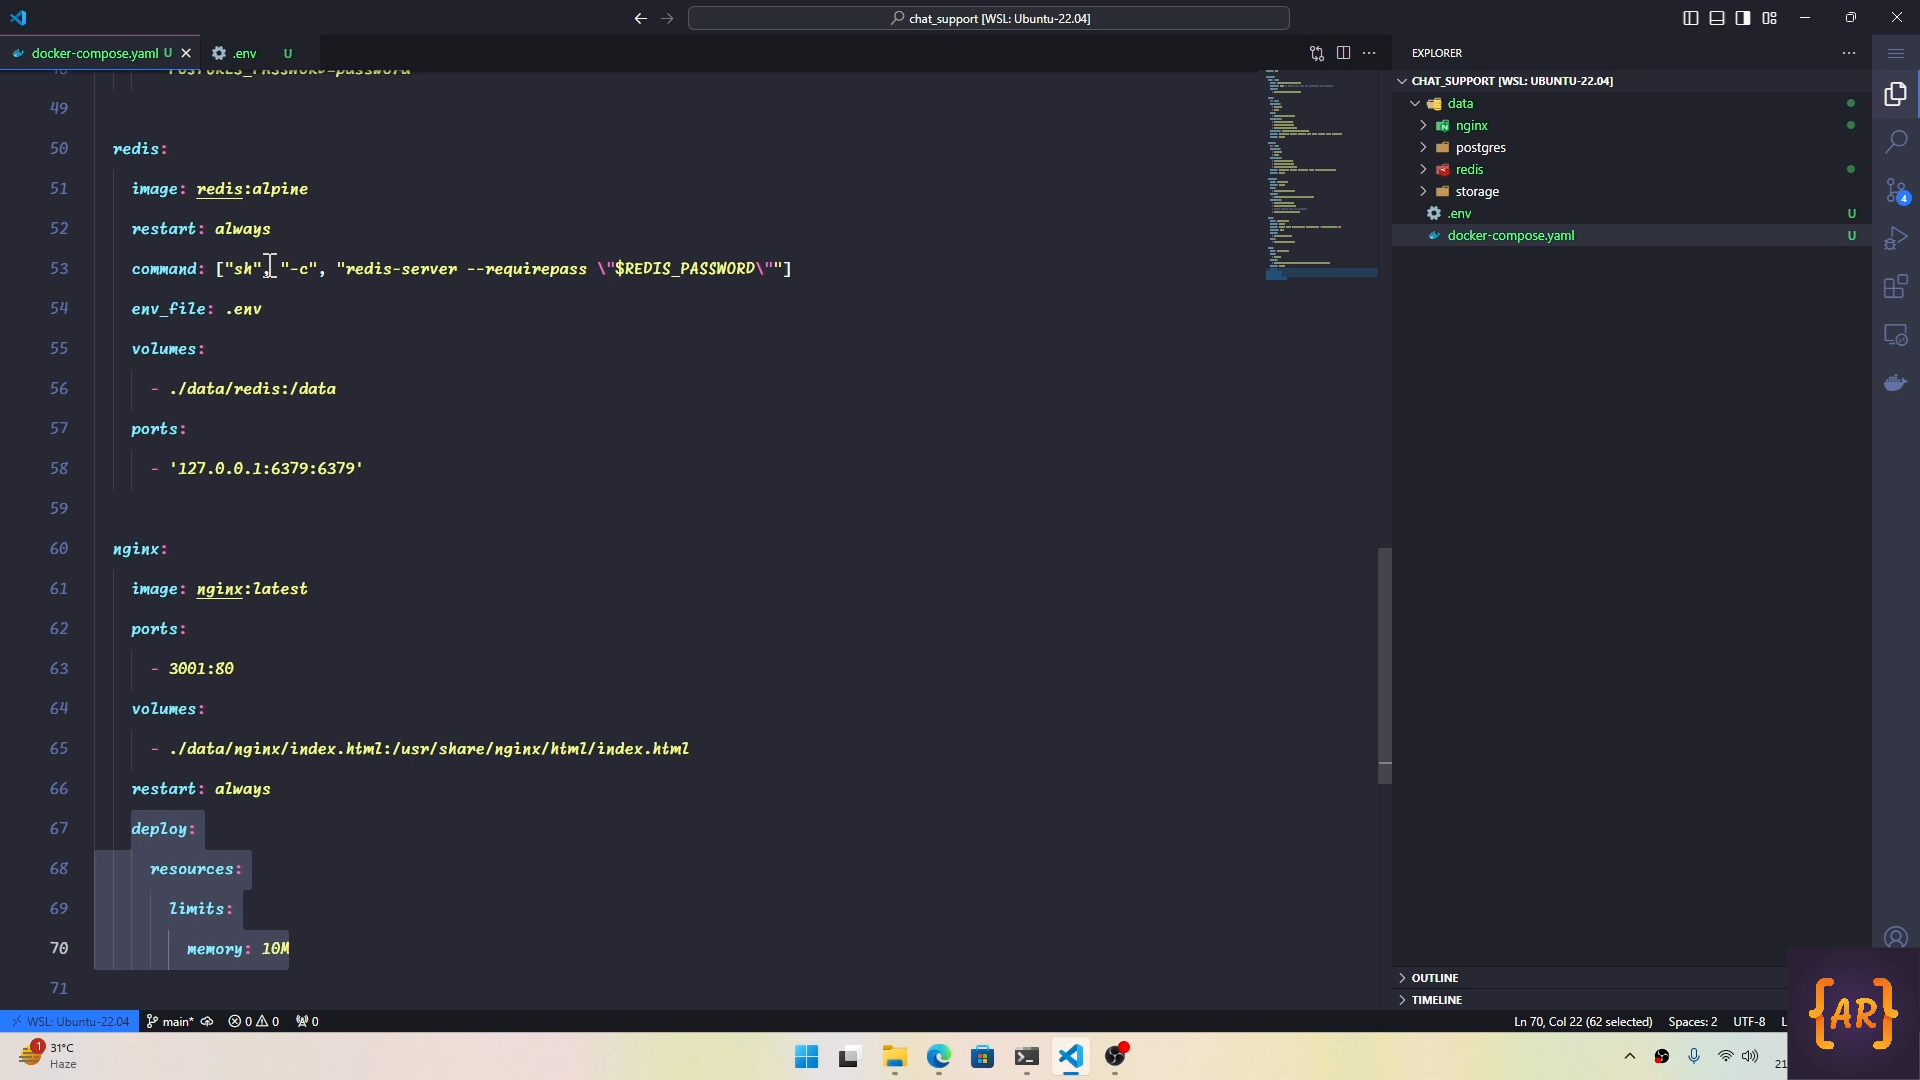 chat_support [WSL: Ubuntu-22.04]
docker-compose.yaml U
.env U
EXPLORER
CHAT_SUPPORT [WSL: UBUNTU-22.04]
data
nginx
postgres
redis
storage
.env U
docker-compose.yaml U
4
49
50 redis:
51 image: redis:alpine
52 restart: always
53 command: ["sh", "-c", "redis-server --requirepass \"$REDIS_PASSWORD\""]
54 env_file: .env
55 volumes:
56 - ./data/redis:/data
57 ports:
58 - '127.0.0.1:6379:6379'
59
60 nginx:
61 image: nginx:latest
62 ports:
63 - 3001:80
64 volumes:
65 - ./data/nginx/index.html:/usr/share/nginx/html/index.html
66 restart: always
67 deploy:
68 resources:
69 limits:
70 memory: 10M
71
OUTLINE
TIMELINE
{AR}
WSL: Ubuntu-22.04 main* 0 0 0
Ln 70, Col 22 (62 selected) Spaces: 2 UTF-8
1
31°C
Haze
21